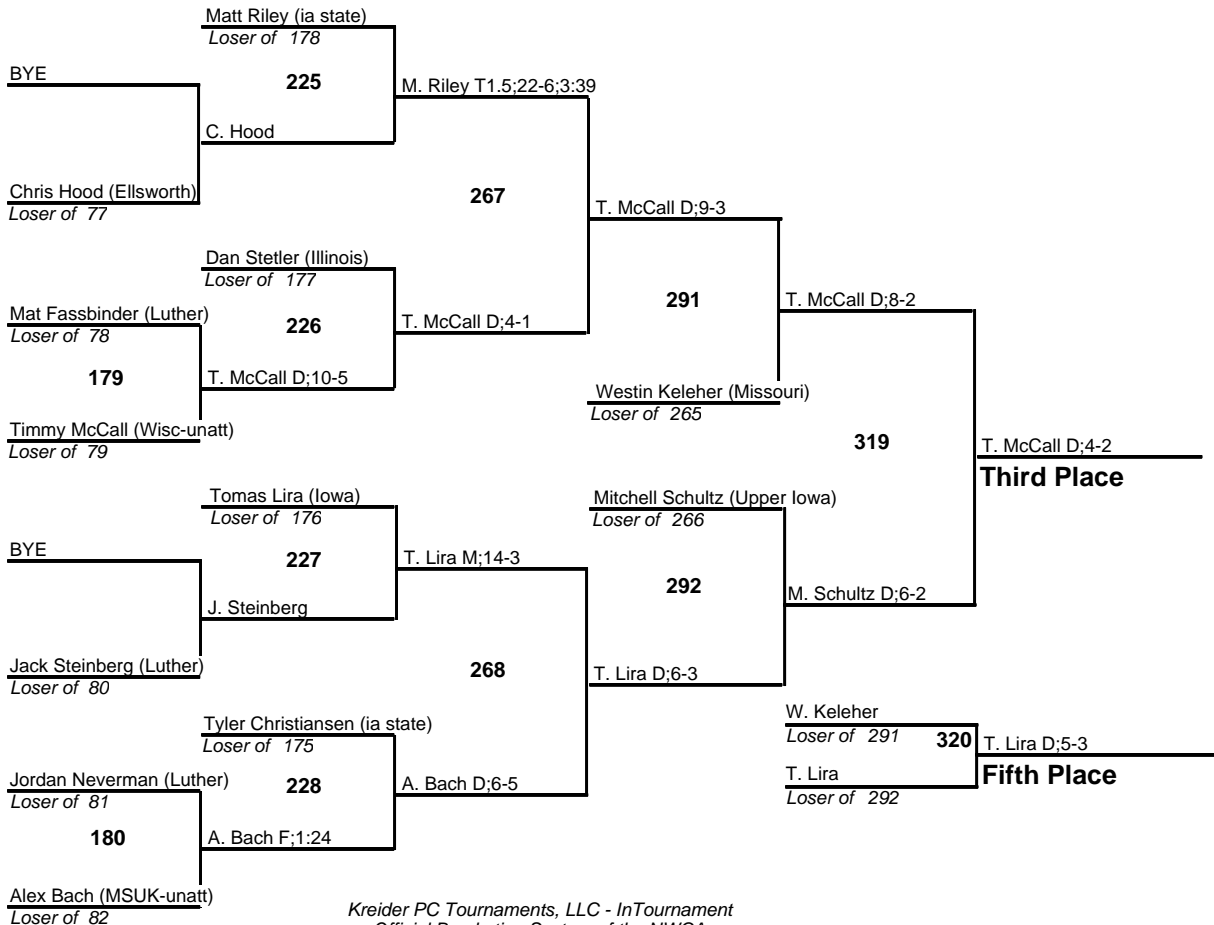 Matt Riley (ia state)
Loser of 178
BYE
225
M. Riley T1.5;22-6;3:39
C. Hood
Chris Hood (Ellsworth)
Loser of 77
267
T. McCall D;9-3
Dan Stetler (Illinois)
Loser of 177
Mat Fassbinder (Luther)
Loser of 78
226
T. McCall D;4-1
291
T. McCall D;8-2
179
T. McCall D;10-5
Westin Keleher (Missouri)
Loser of 265
Timmy McCall (Wisc-unatt)
Loser of 79
319
T. McCall D;4-2
Third Place
Tomas Lira (Iowa)
Loser of 176
Mitchell Schultz (Upper Iowa)
Loser of 266
BYE
227
T. Lira M;14-3
292
M. Schultz D;6-2
J. Steinberg
Jack Steinberg (Luther)
Loser of 80
268
T. Lira D;6-3
Tyler Christiansen (ia state)
Loser of 175
W. Keleher
Loser of 291
320
T. Lira D;5-3
Fifth Place
Jordan Neverman (Luther)
Loser of 81
228
A. Bach D;6-5
T. Lira
Loser of 292
180
A. Bach F;1:24
Alex Bach (MSUK-unatt)
Loser of 82
Kreider PC Tournaments, LLC - InTournament